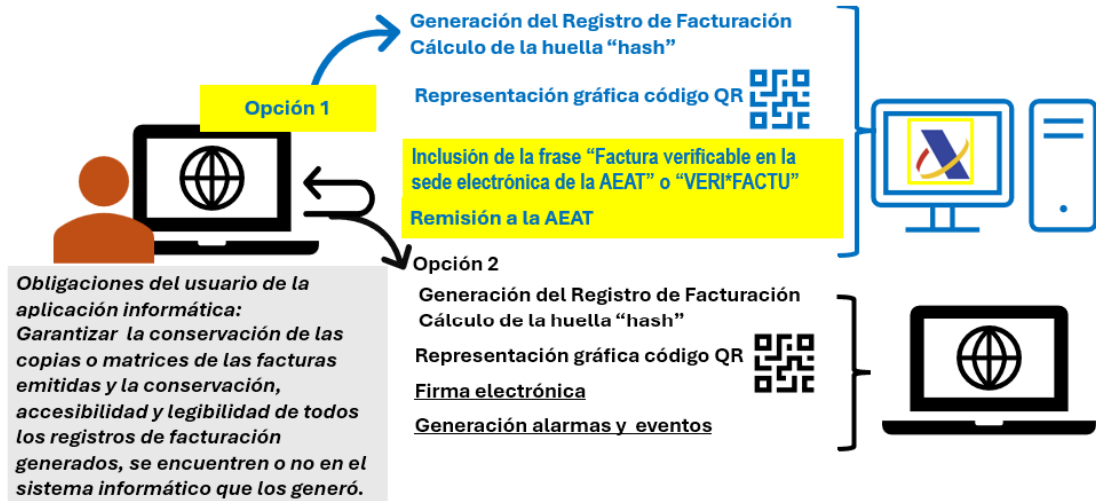 Generación del Registro de Facturación
Cálculo de la huella “hash”
Representación gráfica código QR
Opción 1
Inclusión de la frase “Factura verificable en la
sede electrónica de la AEAT” o “VERI*FACTU”
Remisión a la AEAT
Opción 2
Generación del Registro de Facturación
Cálculo de la huella “hash”
Representación gráfica código QR
Firma electrónica
Generación alarmas y eventos
Obligaciones del usuario de la
aplicación informática:
Garantizar la conservación de las
copias o matrices de las facturas
emitidas y la conservación,
accesibilidad y legibilidad de todos
los registros de facturación
generados, se encuentren o no en el
sistema informático que los generó.